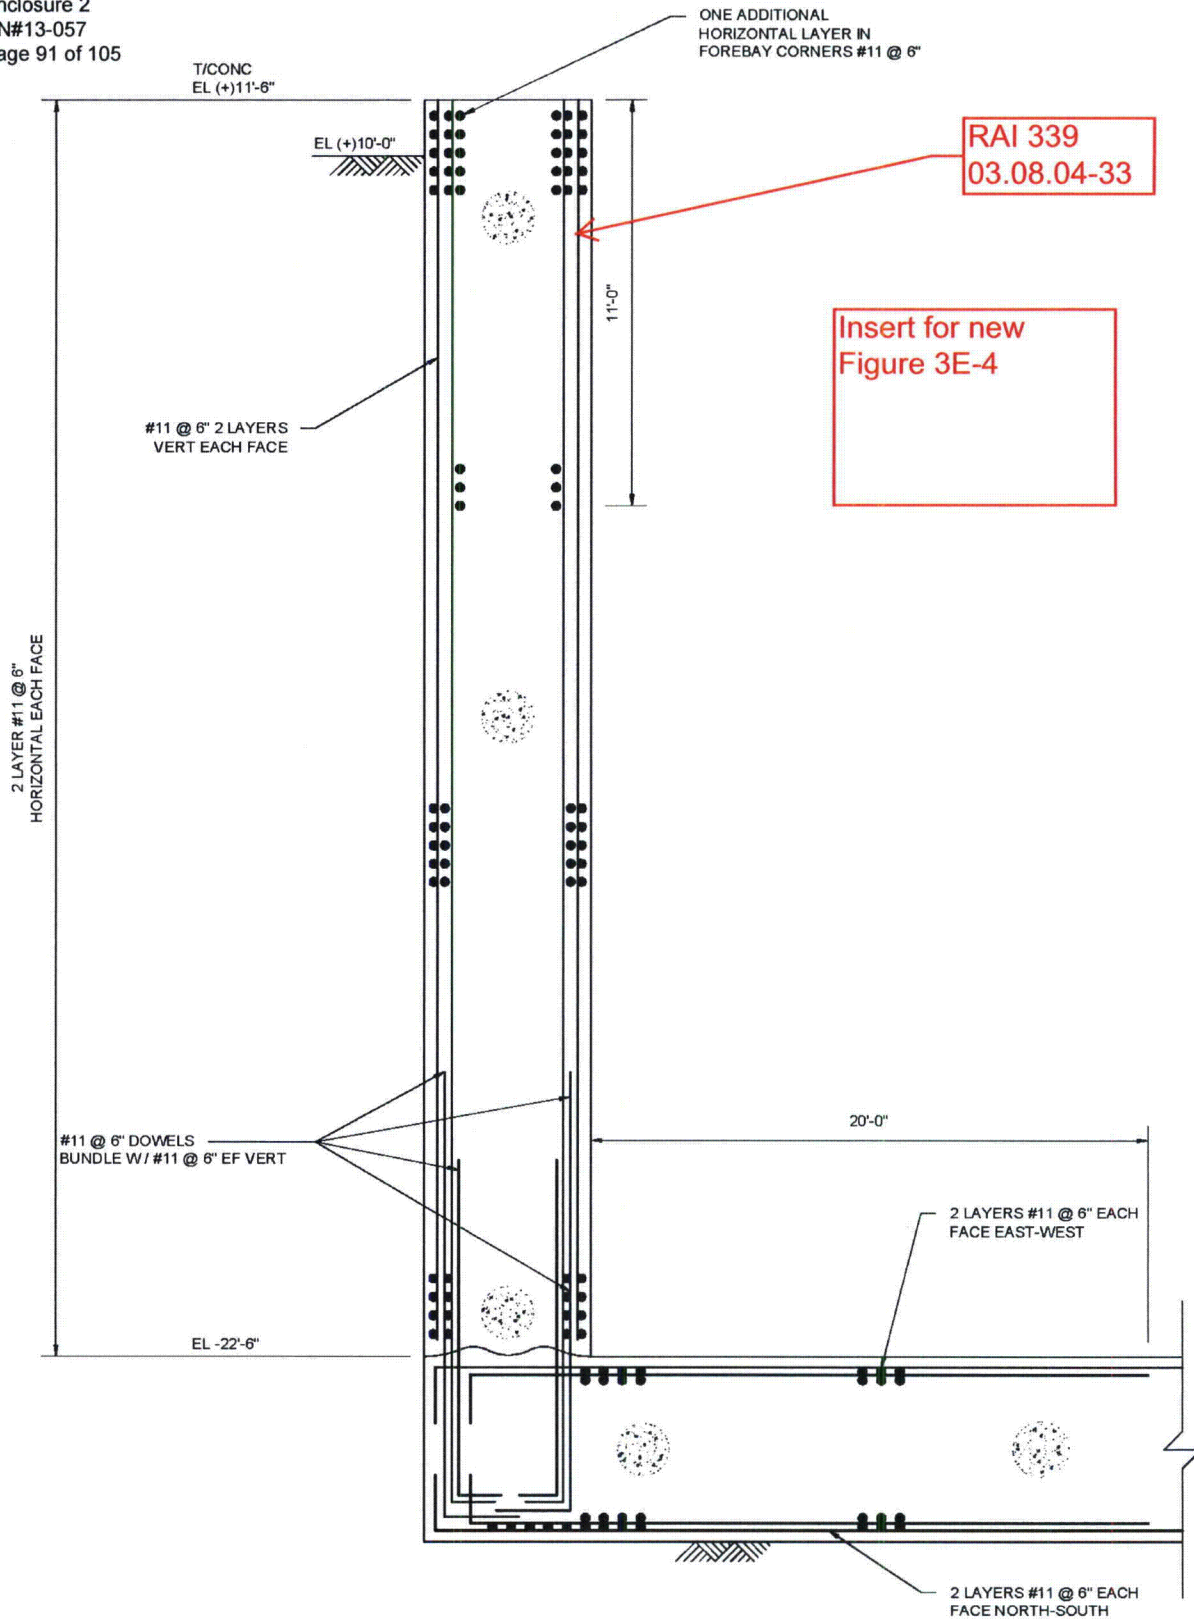 nclosure 2
N#13-057
age 91 of 105
ONE ADDITIONAL
HORIZONTAL LAYER IN
FOREBAY CORNERS #11 @ 6"
T/CONC
EL (+)11'-6"
EL (+)10'-0"
RAI 339
03.08.04-33
11'-0"
Insert for new
Figure 3E-4
#11 @ 6" 2 LAYERS
VERT EACH FACE
2 LAYER #11 @ 6"
HORIZONTAL EACH FACE
#11 @ 6" DOWELS
BUNDLE W/ #11 @ 6" EF VERT
20'-0"
2 LAYERS #11 @ 6" EACH
FACE EAST-WEST
EL -22'-6"
2 LAYERS #11 @ 6" EACH
FACE NORTH-SOUTH